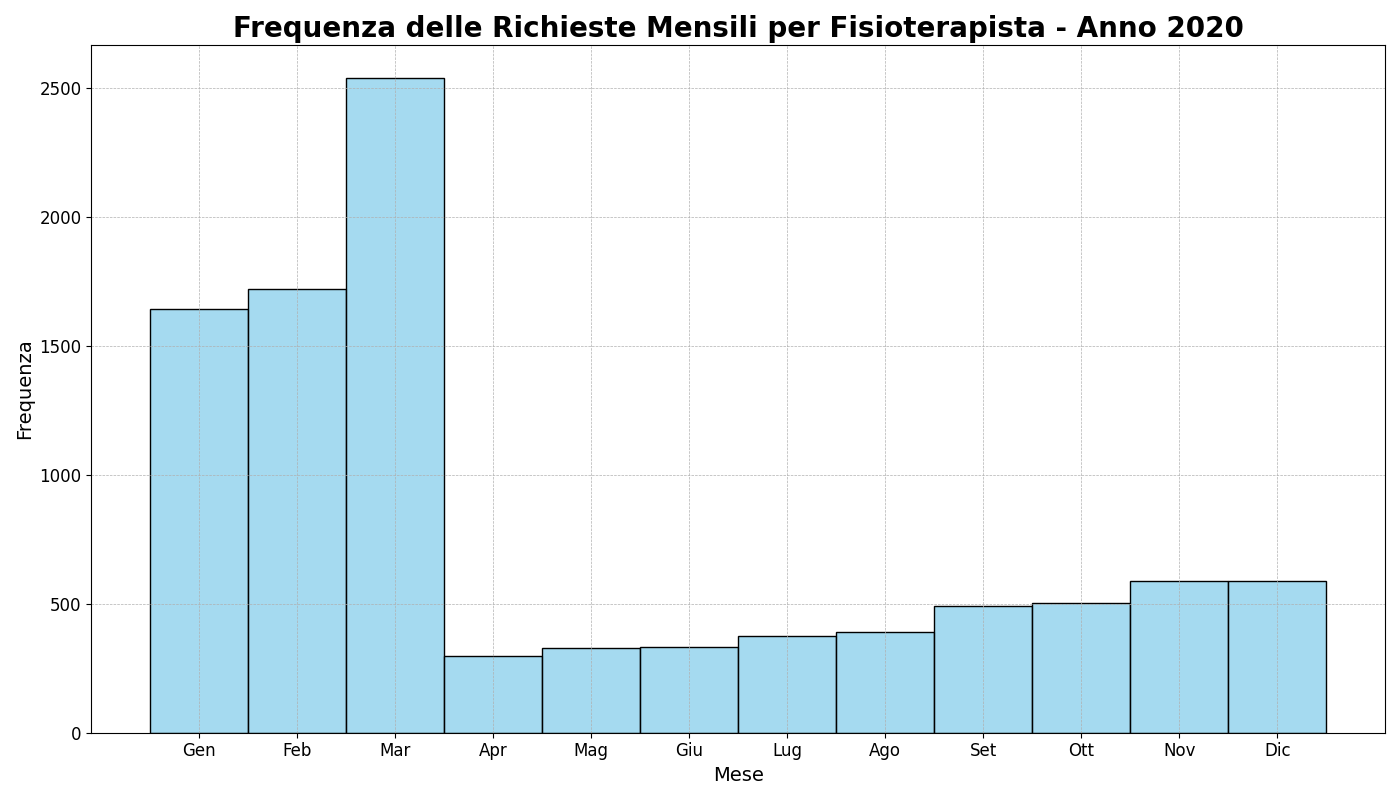 Frequenza delle Richieste Mensili per Fisioterapista - Anno 2020
Frequenza
2500
2000
1500
1000
500
0
Gen Feb Mar Apr Mag Giu Lug Ago Set Ott Nov Dic
Mese